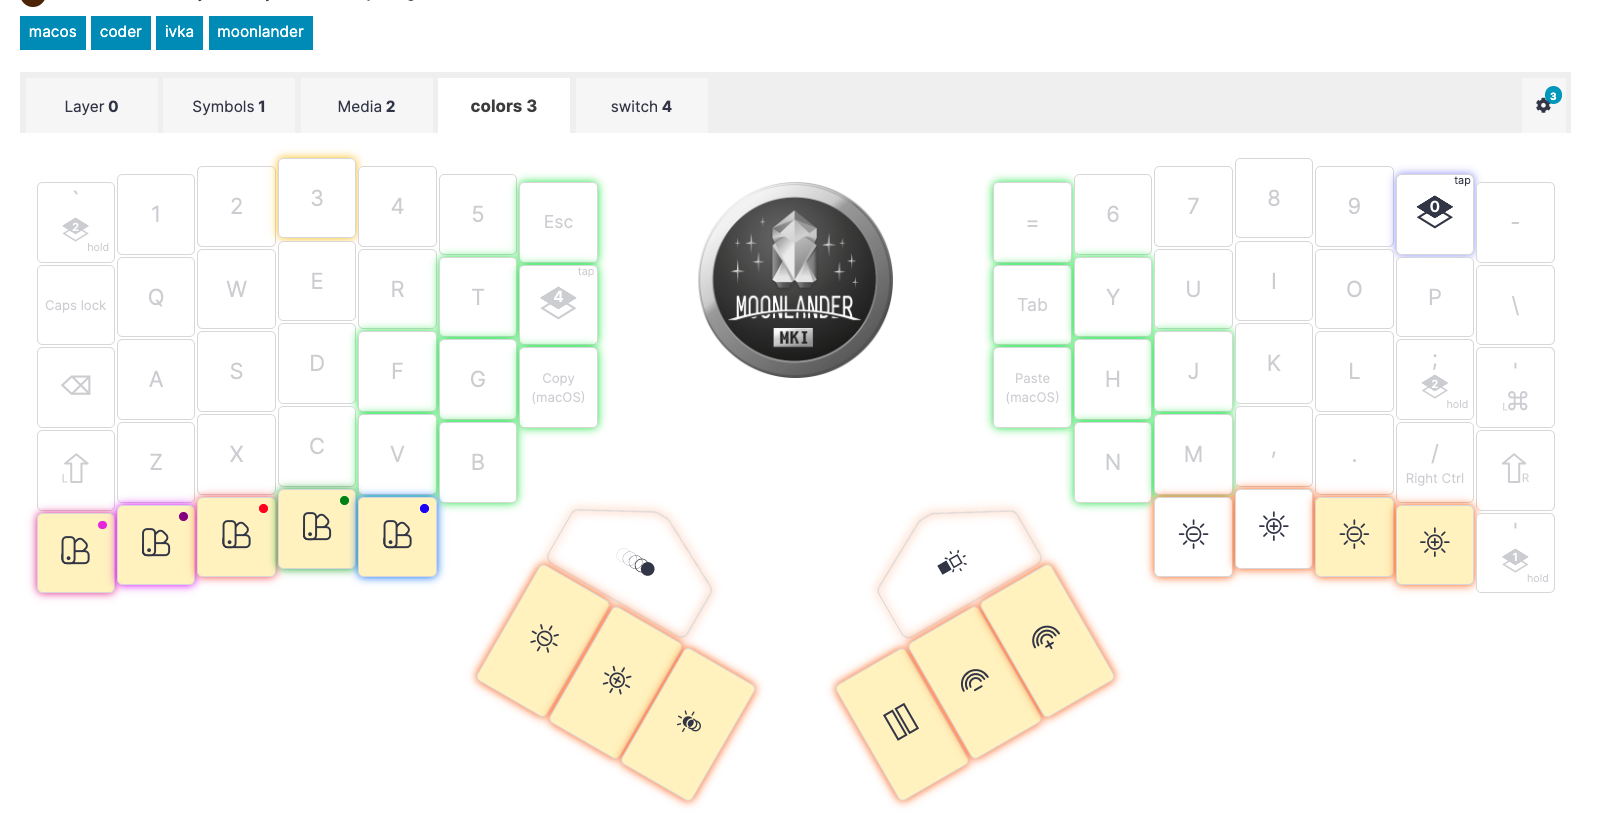 macos coder ivka moonlander
Layer 0 Symbols 1 Media 2 colors 3 switch 4 3
` 2 hold 1 2 3 4 5 Esc = 6 7 8 9 tap 0 -
Caps lock Q W E R T tap 4 Tab Y U I O P \
A S D F G Copy (macOS) Paste (macOS) H J K L ; 2 hold ' L ⌘
L Z X C V B N M , . / Right Ctrl R
' 1 hold
MOONLANDER
MKI